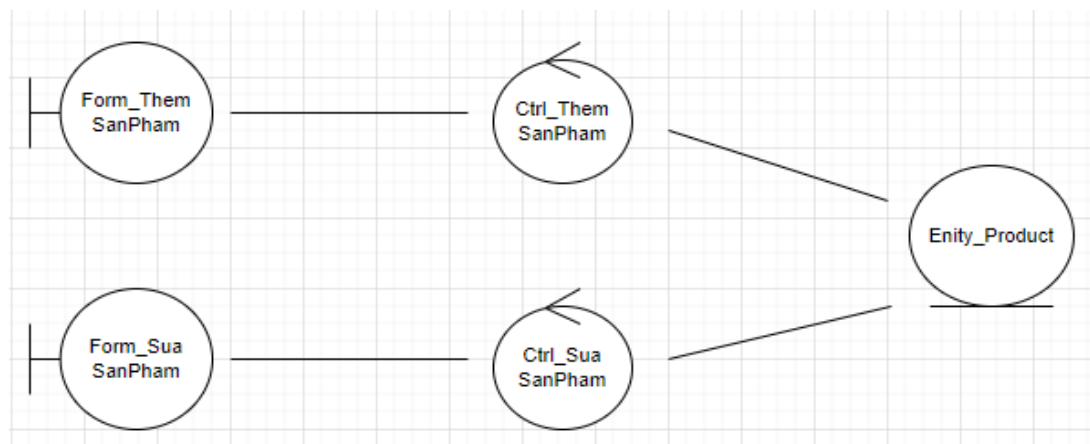 Form_Them
SanPham
Ctrl_Them
SanPham
Enity_Product
Form_Sua
SanPham
Ctrl_Sua
SanPham